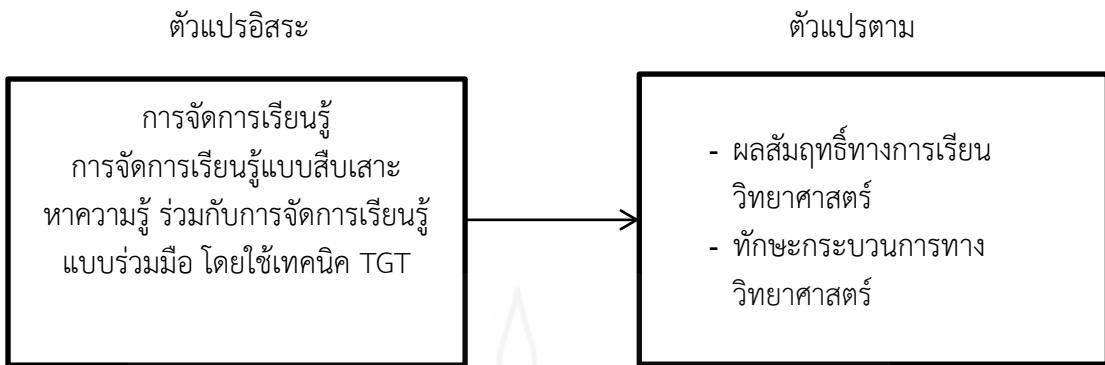 ตัวแปรอิสระ
ตัวแปรตาม
การจัดการเรียนรู้
การจัดการเรียนรู้แบบสืบเสาะ
หาความรู้ ร่วมกับการจัดการเรียนรู้
แบบร่วมมือ โดยใช้เทคนิค TGT
- ผลสัมฤทธิ์ทางการเรียน
วิทยาศาสตร์
- ทักษะกระบวนการทาง
วิทยาศาสตร์